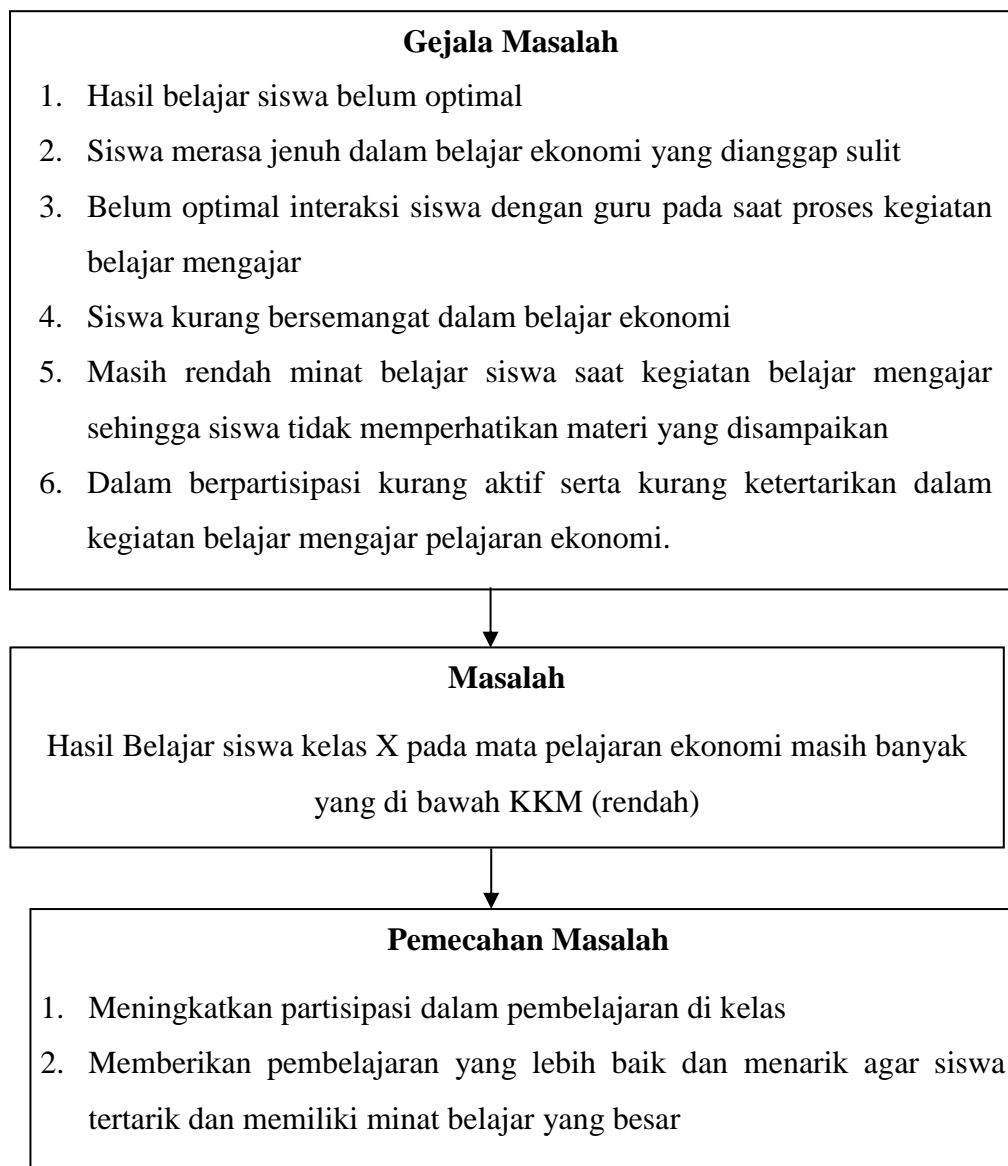 Gejala Masalah
1. Hasil belajar siswa belum optimal
2. Siswa merasa jenuh dalam belajar ekonomi yang dianggap sulit
3. Belum optimal interaksi siswa dengan guru pada saat proses kegiatan
belajar mengajar
4. Siswa kurang bersemangat dalam belajar ekonomi
5. Masih rendah minat belajar siswa saat kegiatan belajar mengajar
sehingga siswa tidak memperhatikan materi yang disampaikan
6. Dalam berpartisipasi kurang aktif serta kurang ketertarikan dalam
kegiatan belajar mengajar pelajaran ekonomi.
Masalah
Hasil Belajar siswa kelas X pada mata pelajaran ekonomi masih banyak
yang di bawah KKM (rendah)
Pemecahan Masalah
1. Meningkatkan partisipasi dalam pembelajaran di kelas
2. Memberikan pembelajaran yang lebih baik dan menarik agar siswa
tertarik dan memiliki minat belajar yang besar